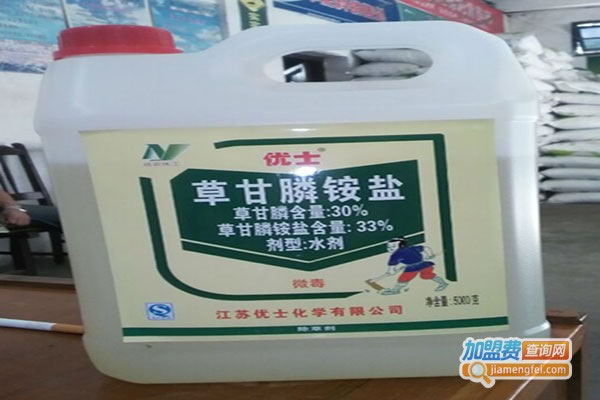 优士®
草甘膦铵盐
草甘膦含量:30%
草甘膦铵盐含量: 33%
剂型:水剂
微毒
净含量:5000克
江苏优士化学有限公司
除草剂
加盟费查询网
jiamengfei.com